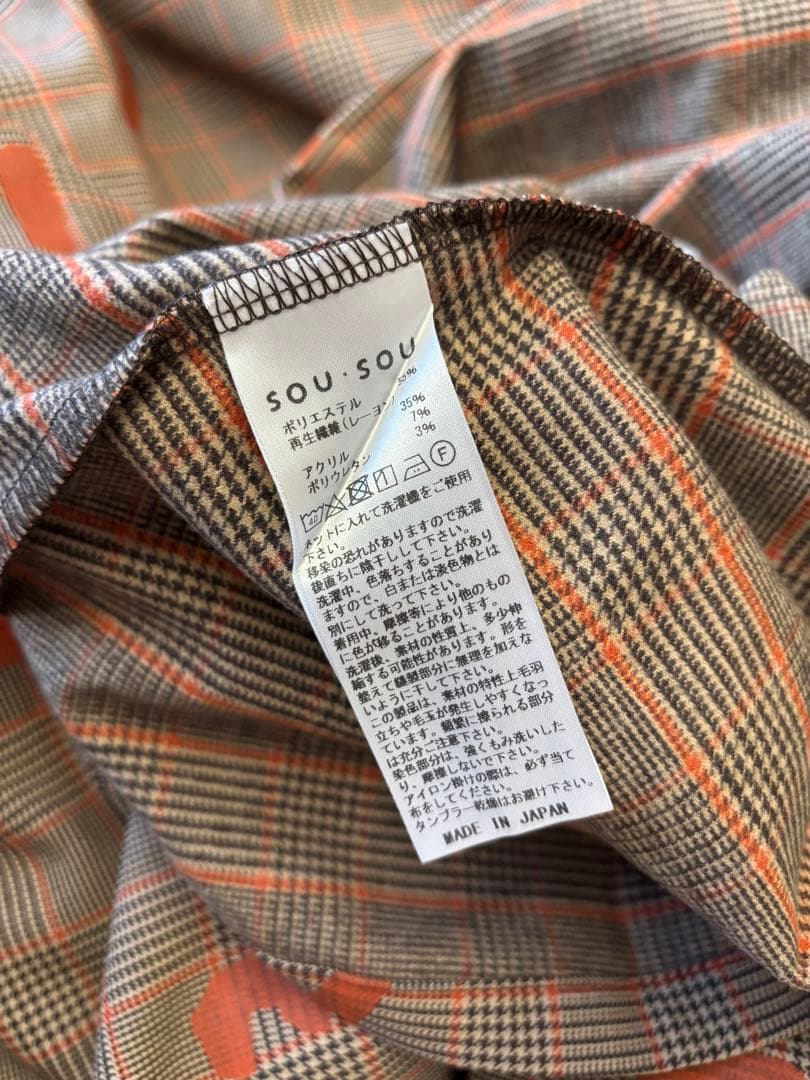 SOU・SOU
ポリエステル 55%
再生繊維(レーヨン) 35%
アクリル 7%
ポリウレタン 3%
40 F
ネットに入れて洗濯機をご使用
下さい。
移染の恐れがありますので洗濯
後直ちに陰干しして下さい。
洗濯中、色落ちすることがあり
ますので、白または淡色物とは
別にして洗って下さい。
着用中、摩擦等により他のもの
に色が移ることがあります。
洗濯後、素材の性質上、多少伸
縮する可能性があります。形を
整えて縫製部分に無理を加えな
いように干して下さい。
この製品は、素材の特性上毛羽
立ちや毛玉が発生しやすくなっ
ています。頻繁に擦られる部分
は充分ご注意下さい。
染色部分は、強くもみ洗いした
り、摩擦しないで下さい。
アイロン掛けの際は、必ず当て
布をしてください。
タンブラー乾燥はお避け下さい。
MADE IN JAPAN